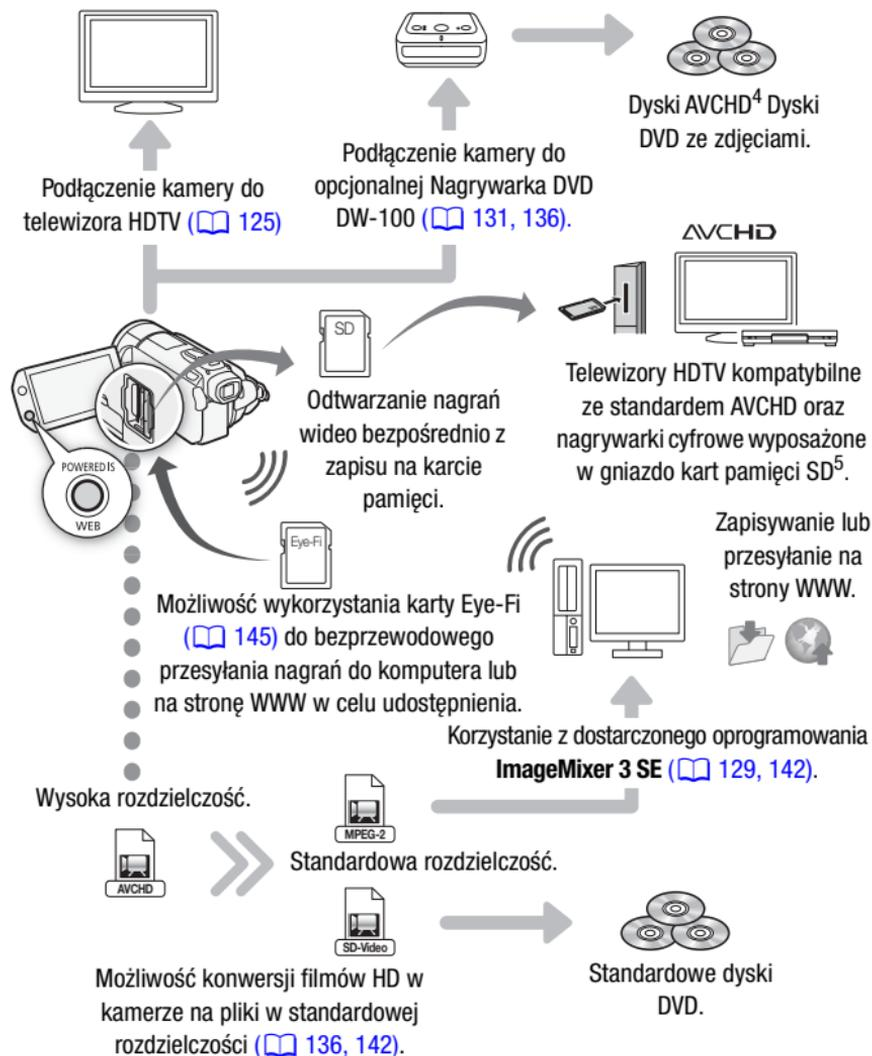 Dyski AVCHD4 Dyski
DVD ze zdjęciami.
Podłączenie kamery do
telewizora HDTV (125)
Podłączenie kamery do
opcjonalnej Nagrywarka DVD
DW-100 (131, 136).
AVCHD
SD
Odtwarzanie nagrań
wideo bezpośrednio z
zapisu na karcie
pamięci.
Telewizory HDTV kompatybilne
ze standardem AVCHD oraz
nagrywarki cyfrowe wyposażone
w gniazdo kart pamięci SD5.
POWERED IS
WEB
Eye-Fi
Możliwość wykorzystania karty Eye-Fi
(145) do bezprzewodowego
przesyłania nagrań do komputera lub
na stronę WWW w celu udostępnienia.
Zapisywanie lub
przesyłanie na
strony WWW.
Korzystanie z dostarczonego oprogramowania
ImageMixer 3 SE (129, 142).
Wysoka rozdzielczość.
AVCHD
MPEG-2
Standardowa rozdzielczość.
SD-Video
Możliwość konwersji filmów HD w
kamerze na pliki w standardowej
rozdzielczości (136, 142).
Standardowe dyski
DVD.